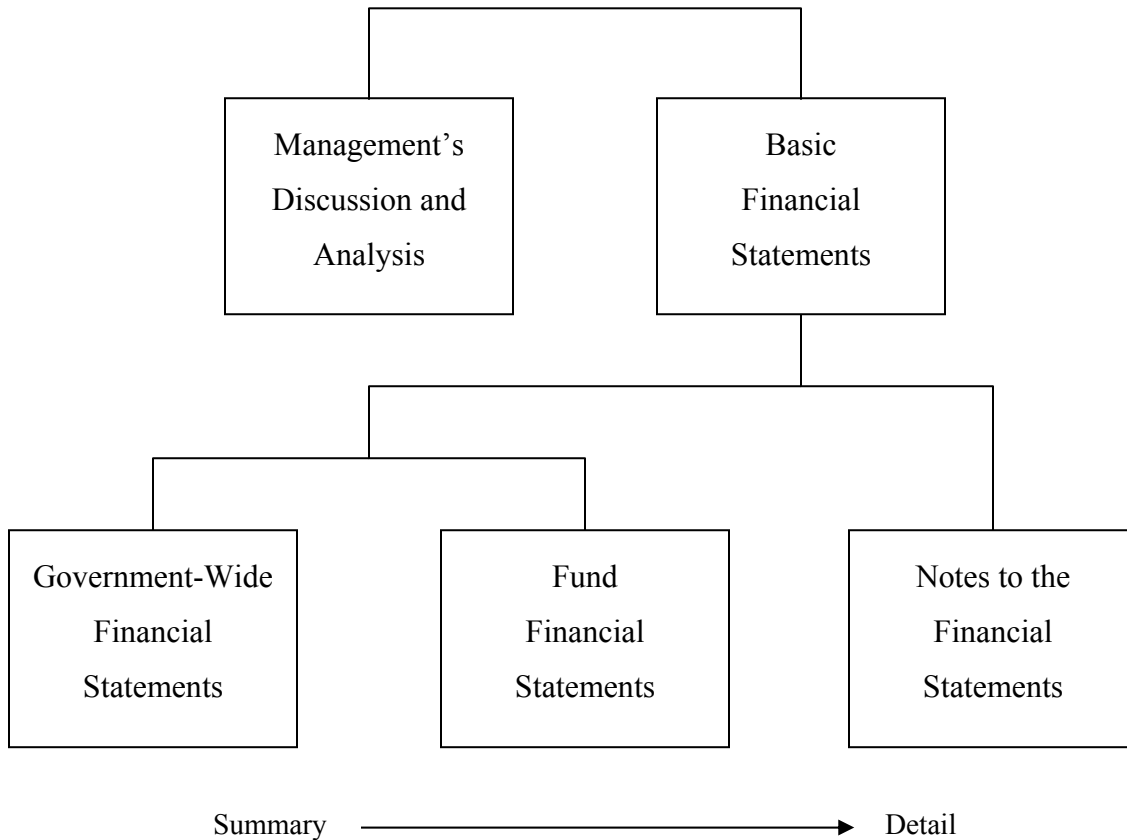 Management’s
Discussion and
Analysis
Basic
Financial
Statements
Government-Wide
Financial
Statements
Fund
Financial
Statements
Notes to the
Financial
Statements
Summary
Detail